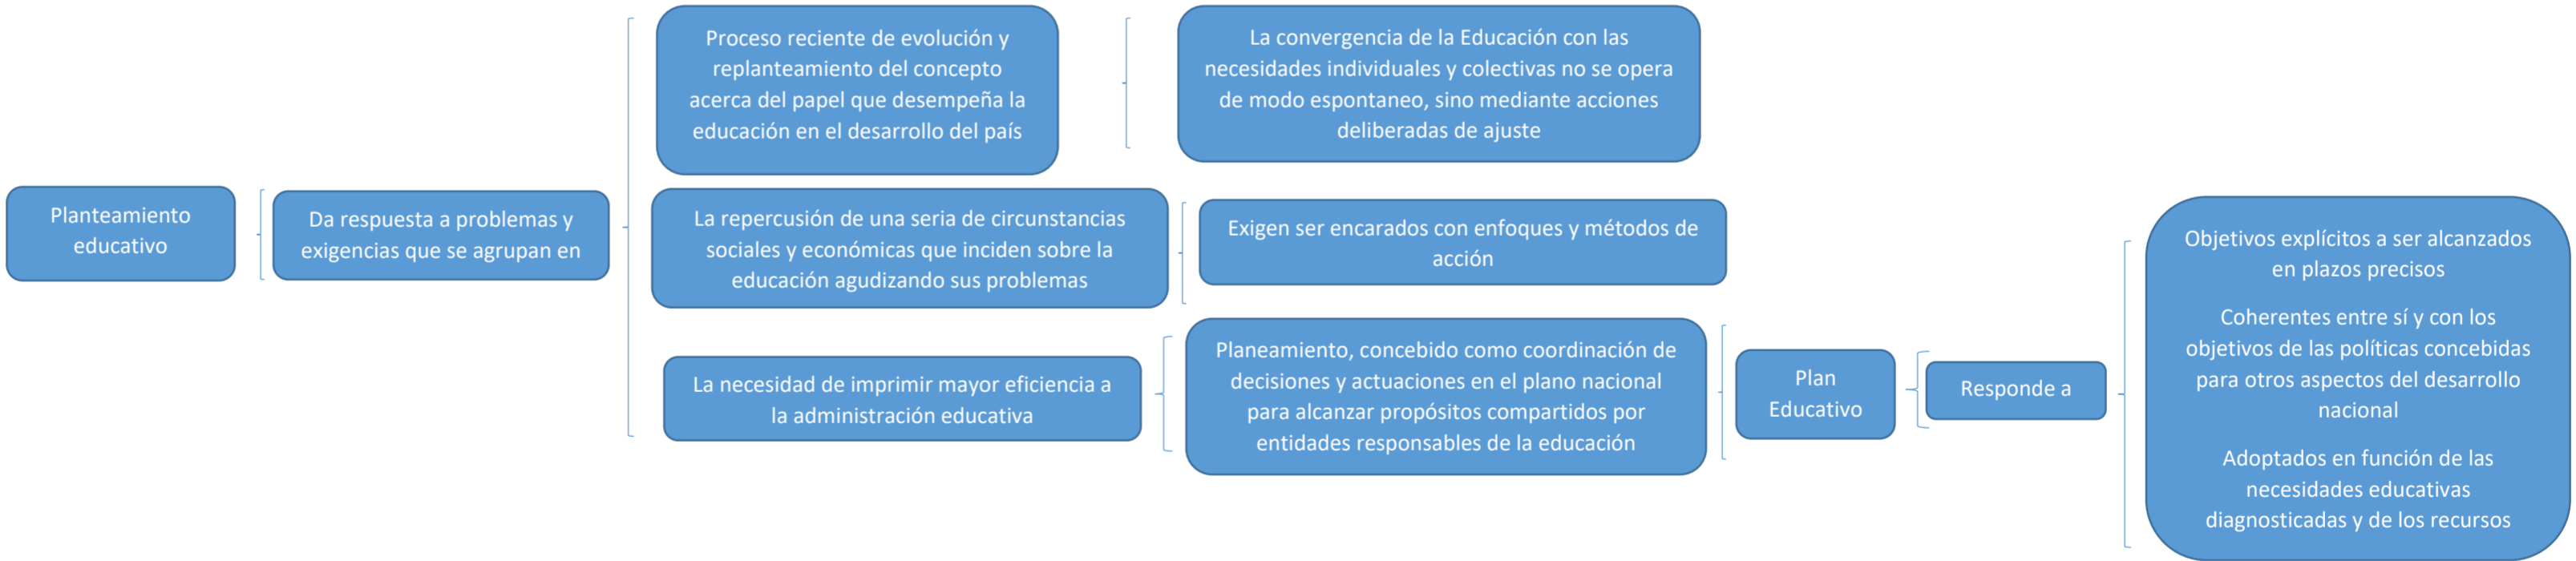 Planteamiento
educativo
Da respuesta a problemas y
exigencias que se agrupan en
Proceso reciente de evolución y
replanteamiento del concepto
acerca del papel que desempeña la
educación en el desarrollo del país
La convergencia de la Educación con las
necesidades individuales y colectivas no se opera
de modo espontaneo, sino mediante acciones
deliberadas de ajuste
La repercusión de una seria de circunstancias
sociales y económicas que inciden sobre la
educación agudizando sus problemas
Exigen ser encarados con enfoques y métodos de
acción
La necesidad de imprimir mayor eficiencia a
la administración educativa
Planeamiento, concebido como coordinación de
decisiones y actuaciones en el plano nacional
para alcanzar propósitos compartidos por
entidades responsables de la educación
Plan
Educativo
Responde a
Objetivos explícitos a ser alcanzados
en plazos precisos
Coherentes entre sí y con los
objetivos de las políticas concebidas
para otros aspectos del desarrollo
nacional
Adoptados en función de las
necesidades educativas
diagnosticadas y de los recursos